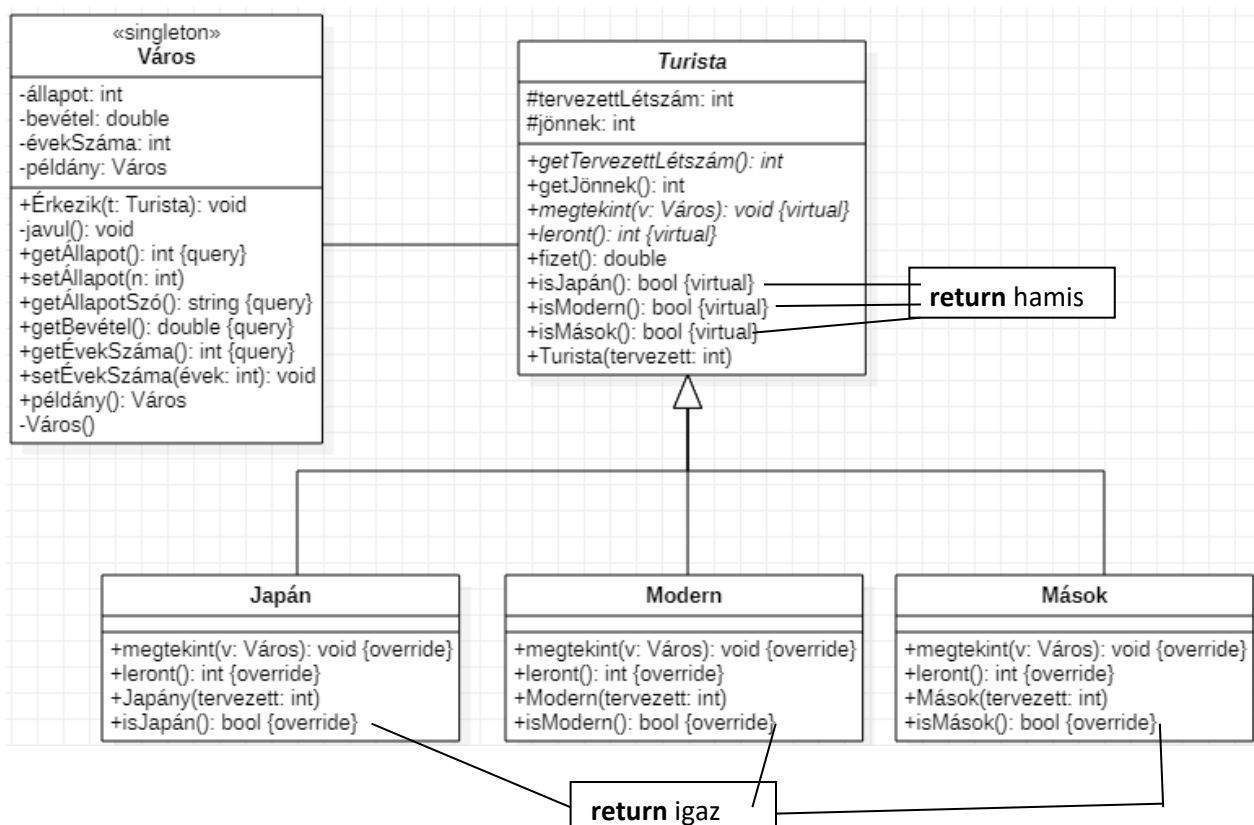 «singleton»
Város
-állapot: int
-bevétel: double
-évekSzáma: int
-példány: Város
+Érkezik(t: Turista): void
-javul(): void
+getÁllapot(): int {query}
+setÁllapot(n: int)
+getÁllapotSzó(): string {query}
+getBevétel(): double {query}
+getÉvekSzáma(): int {query}
+setÉvekSzáma(évek: int): void
+példány(): Város
-Város()
Turista
#tervezettLétszám: int
#jönnek: int
+getTervezettLétszám(): int
+getJönnek(): int
+megtekint(v: Város): void {virtual}
+leront(): int {virtual}
+fizet(): double
+isJapán(): bool {virtual}
+isModern(): bool {virtual}
+isMások(): bool {virtual}
+Turista(tervezett: int)
return hamis
Japán
+megtekint(v: Város): void {override}
+leront(): int {override}
+Japány(tervezett: int)
+isJapán(): bool {override}
Modern
+megtekint(v: Város): void {override}
+leront(): int {override}
+Modern(tervezett: int)
+isModern(): bool {override}
Mások
+megtekint(v: Város): void {override}
+leront(): int {override}
+Mások(tervezett: int)
+isMások(): bool {override}
return igaz